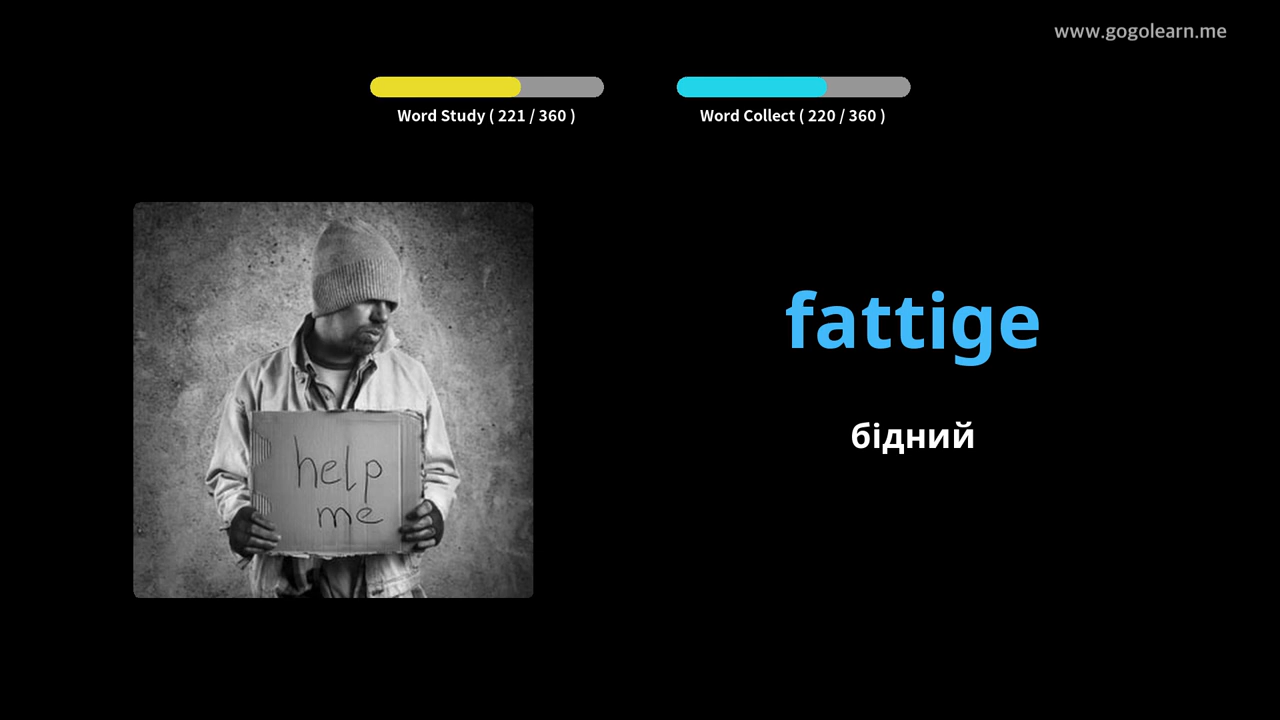 www.gogolearn.me
Word Study ( 221 / 360 )
Word Collect ( 220 / 360 )
help
me
fattige
бідний